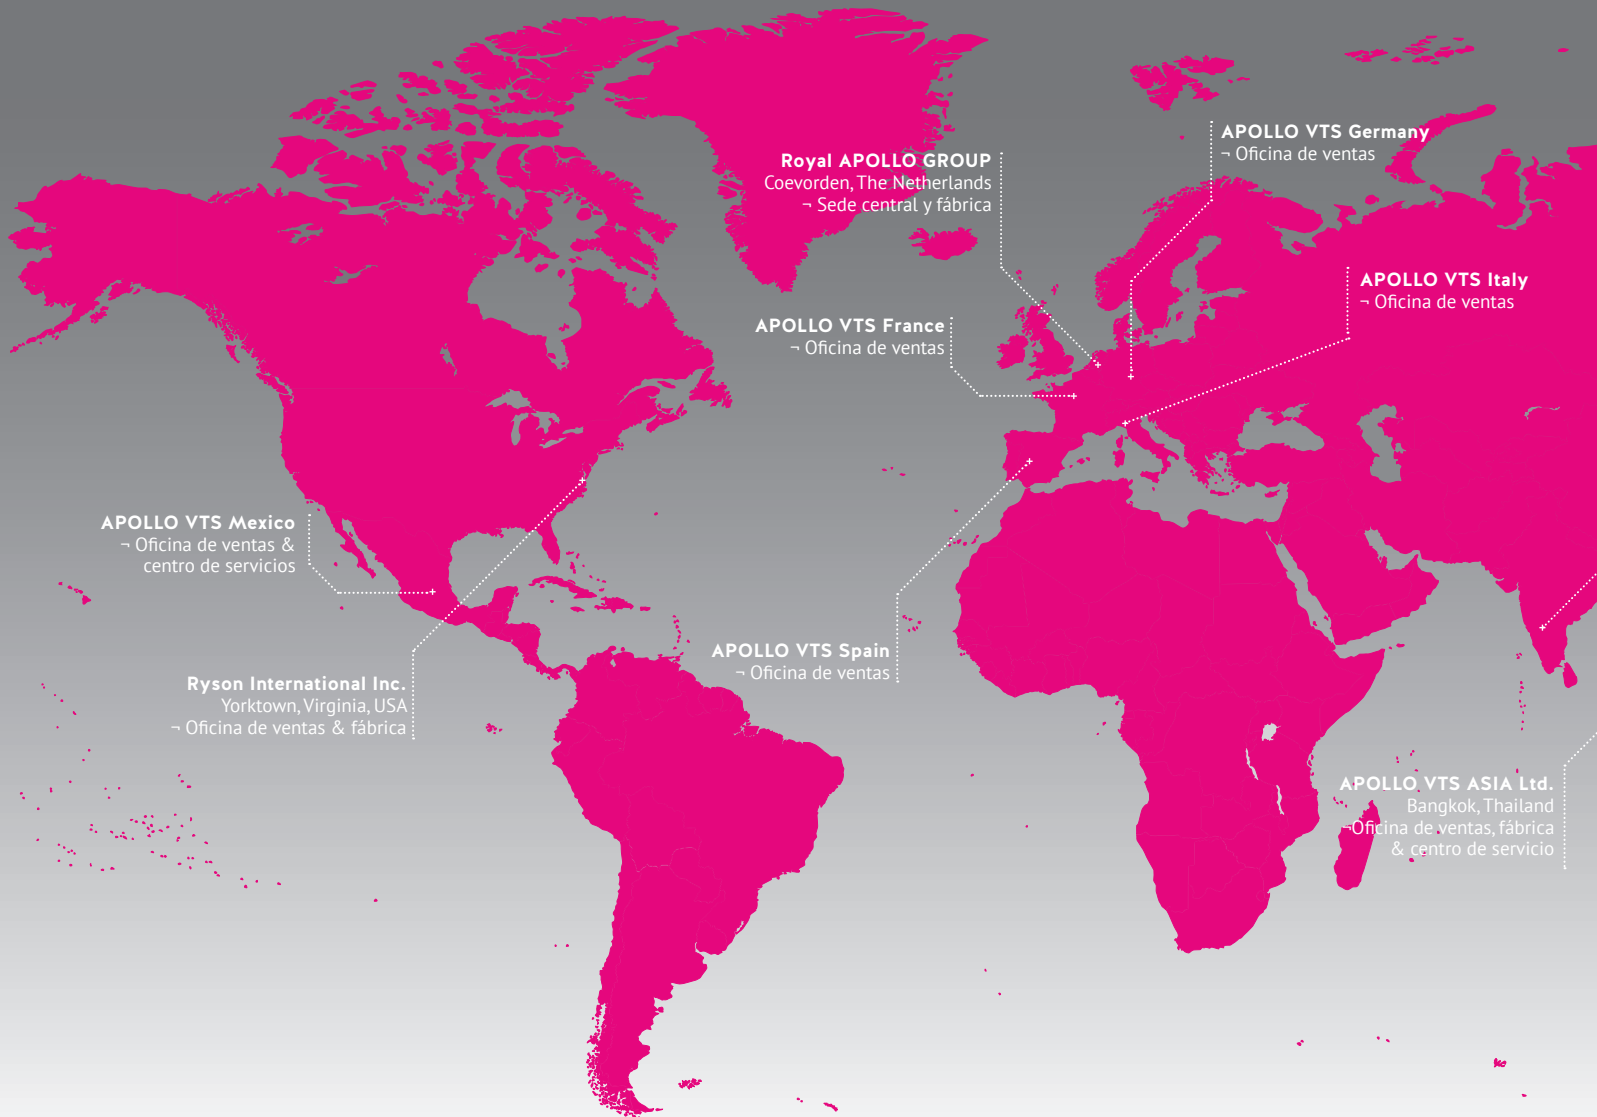 APOLLO VTS Germany
¬ Oficina de ventas
Royal APOLLO GROUP
Coevorden, The Netherlands
¬ Sede central y fábrica
APOLLO VTS Italy
¬ Oficina de ventas
APOLLO VTS France
¬ Oficina de ventas
APOLLO VTS Mexico
¬ Oficina de ventas &
centro de servicios
APOLLO VTS Spain
¬ Oficina de ventas
Ryson International Inc.
Yorktown, Virginia, USA
¬ Oficina de ventas & fábrica
APOLLO VTS ASIA Ltd.
Bangkok, Thailand
¬Oficina de ventas, fábrica
& centro de servicio